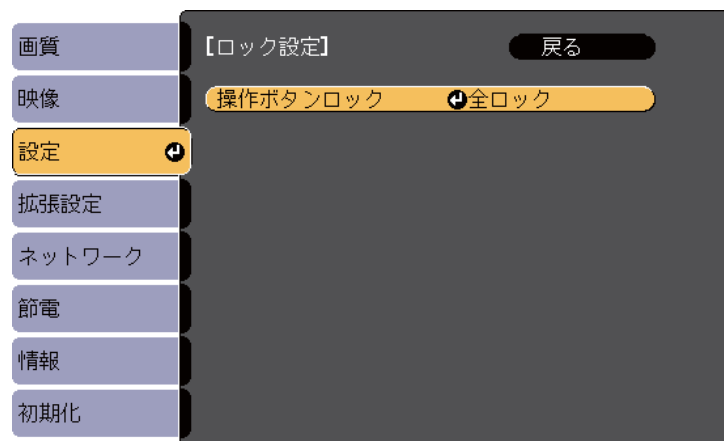 画質
映像
設定
拡張設定
ネットワーク
節電
情報
初期化
【ロック設定】 戻る
操作ボタンロック 全ロック